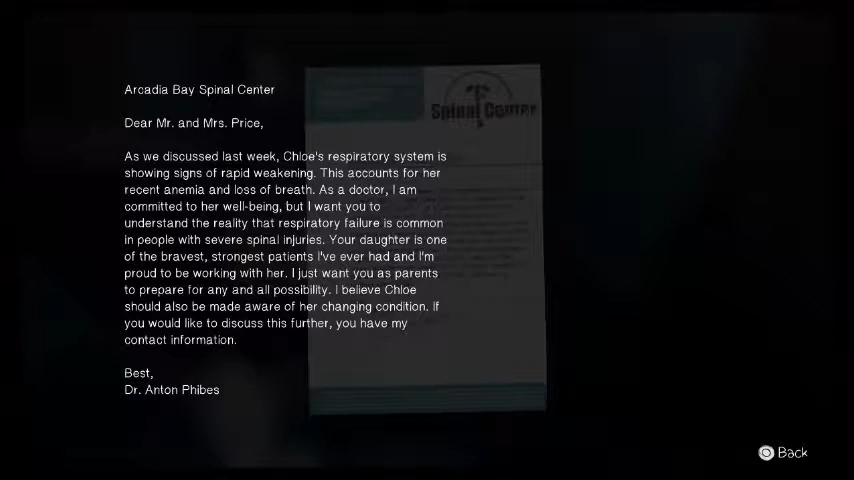 Spinal Center
Arcadia Bay Spinal Center
Dear Mr. and Mrs. Price,
As we discussed last week, Chloe's respiratory system is
showing signs of rapid weakening. This accounts for her
recent anemia and loss of breath. As a doctor, I am
committed to her well-being, but I want you to
understand the reality that respiratory failure is common
in people with severe spinal injuries. Your daughter is one
of the bravest, strongest patients I've ever had and I'm
proud to be working with her. I just want you as parents
to prepare for any and all possibility. I believe Chloe
should also be made aware of her changing condition. If
you would like to discuss this further, you have my
contact information.
Best,
Dr. Anton Phibes
Back